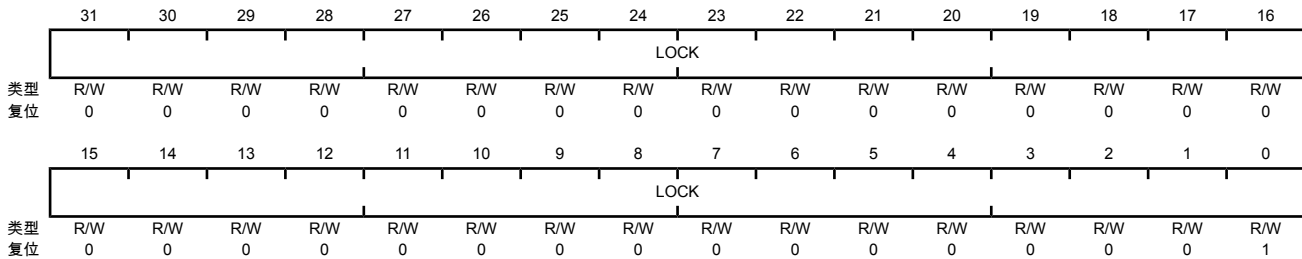 31 30 29 28 27 26 25 24 23 22 21 20 19 18 17 16
LOCK
类型 R/W R/W R/W R/W R/W R/W R/W R/W R/W R/W R/W R/W R/W R/W R/W R/W
复位 0 0 0 0 0 0 0 0 0 0 0 0 0 0 0 0
15 14 13 12 11 10 9 8 7 6 5 4 3 2 1 0
LOCK
类型 R/W R/W R/W R/W R/W R/W R/W R/W R/W R/W R/W R/W R/W R/W R/W R/W
复位 0 0 0 0 0 0 0 0 0 0 0 0 0 0 0 1